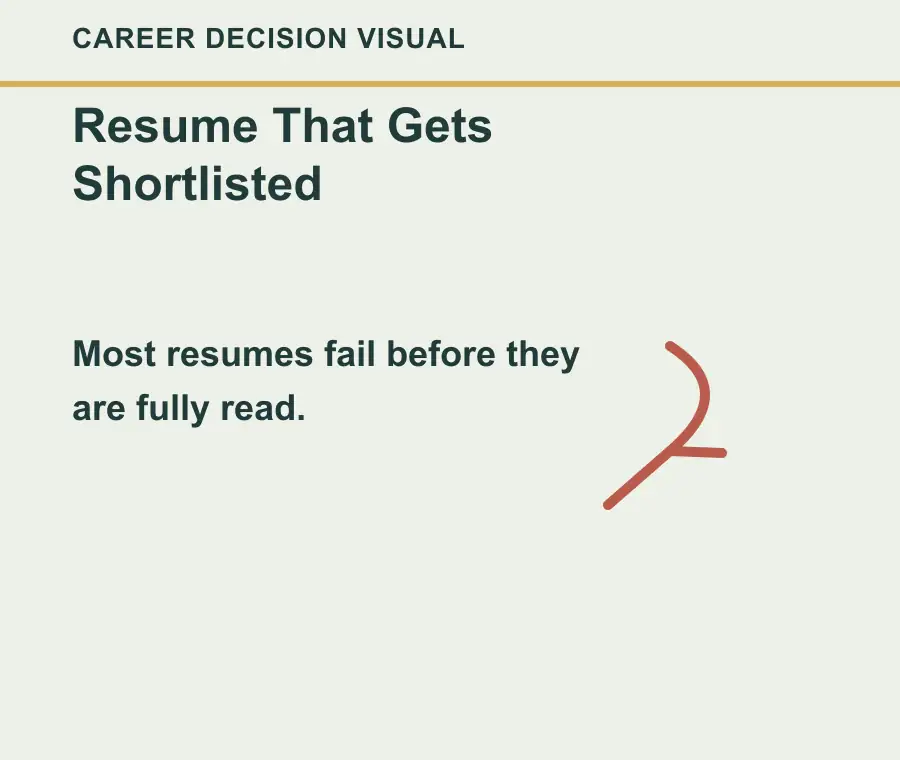 CAREER DECISION VISUAL
Resume That Gets
Shortlisted
Most resumes fail before they
are fully read.